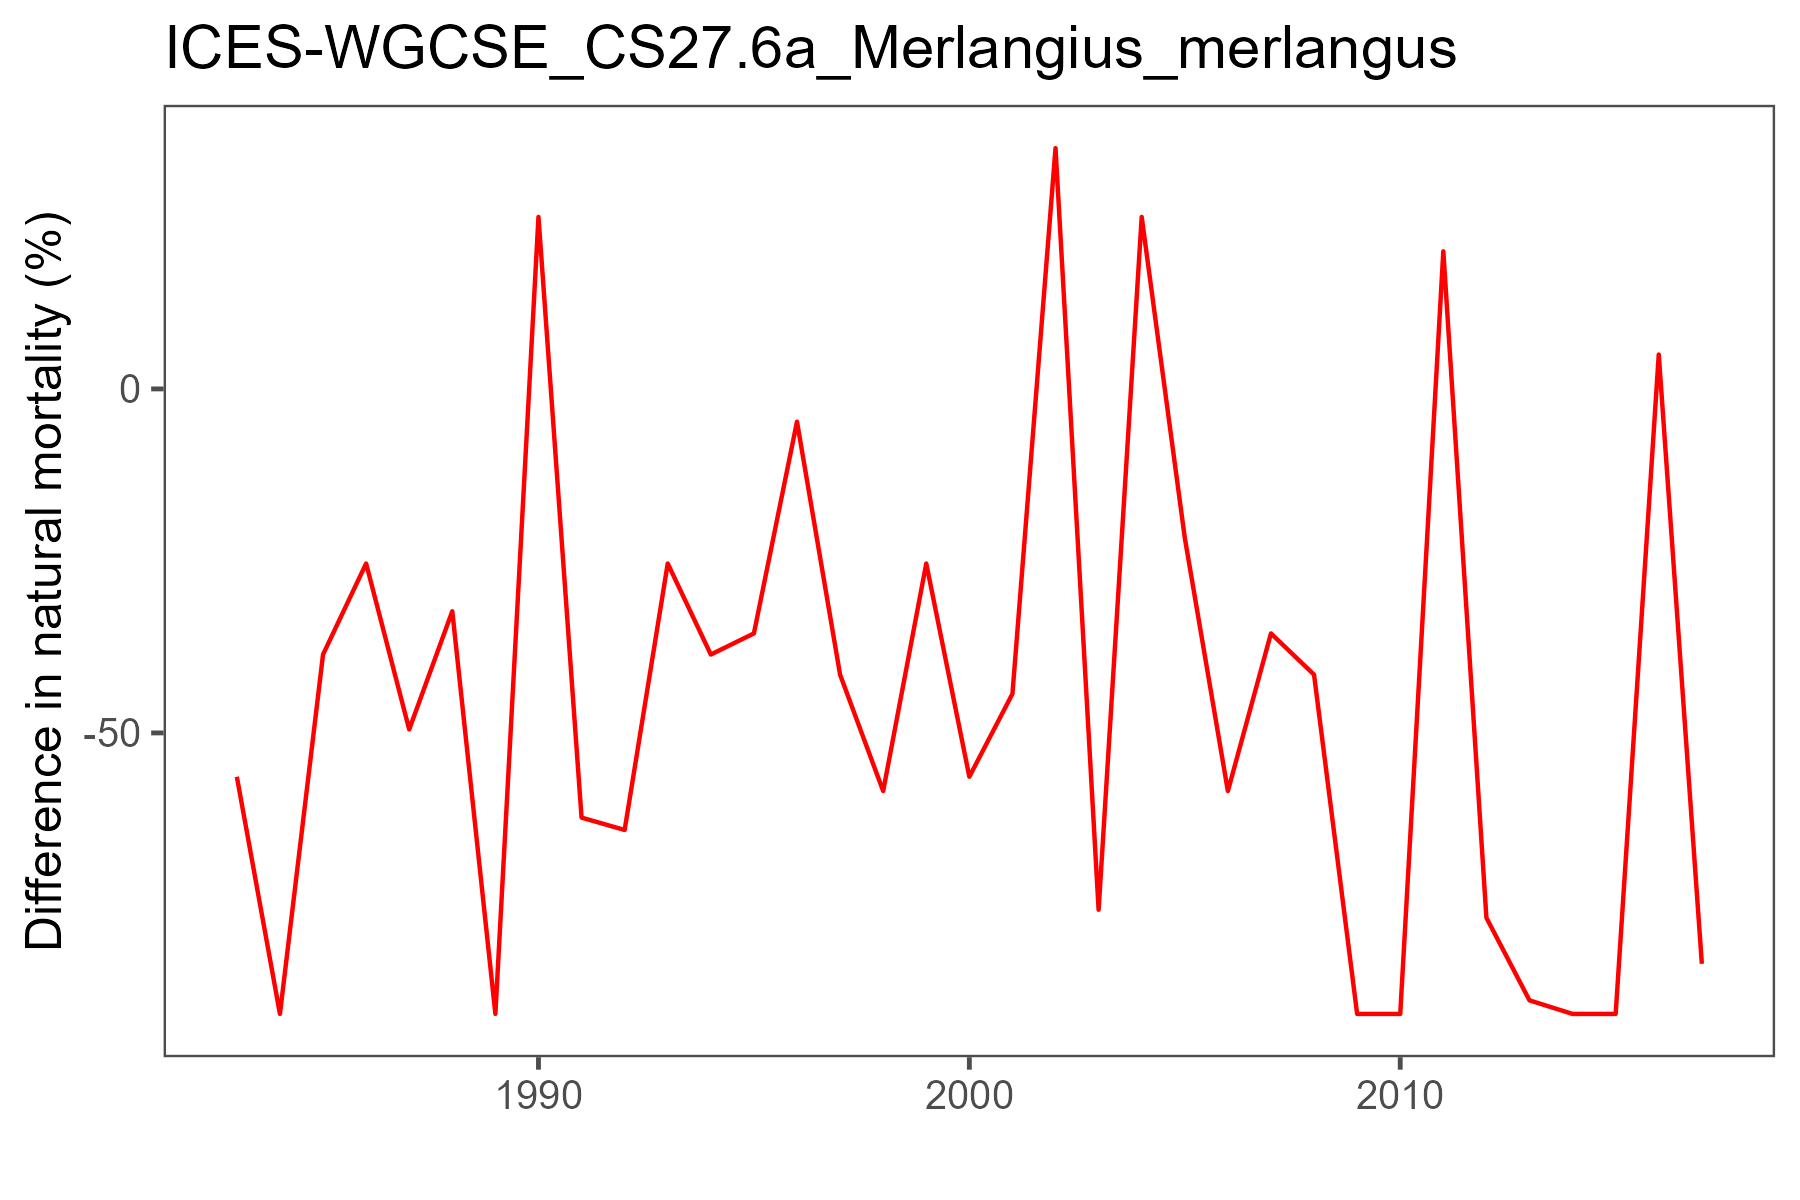 ICES-WGCSE_CS27.6a_Merlangius_merlangus
Difference in natural mortality (%)
0
-50
1990
2000
2010